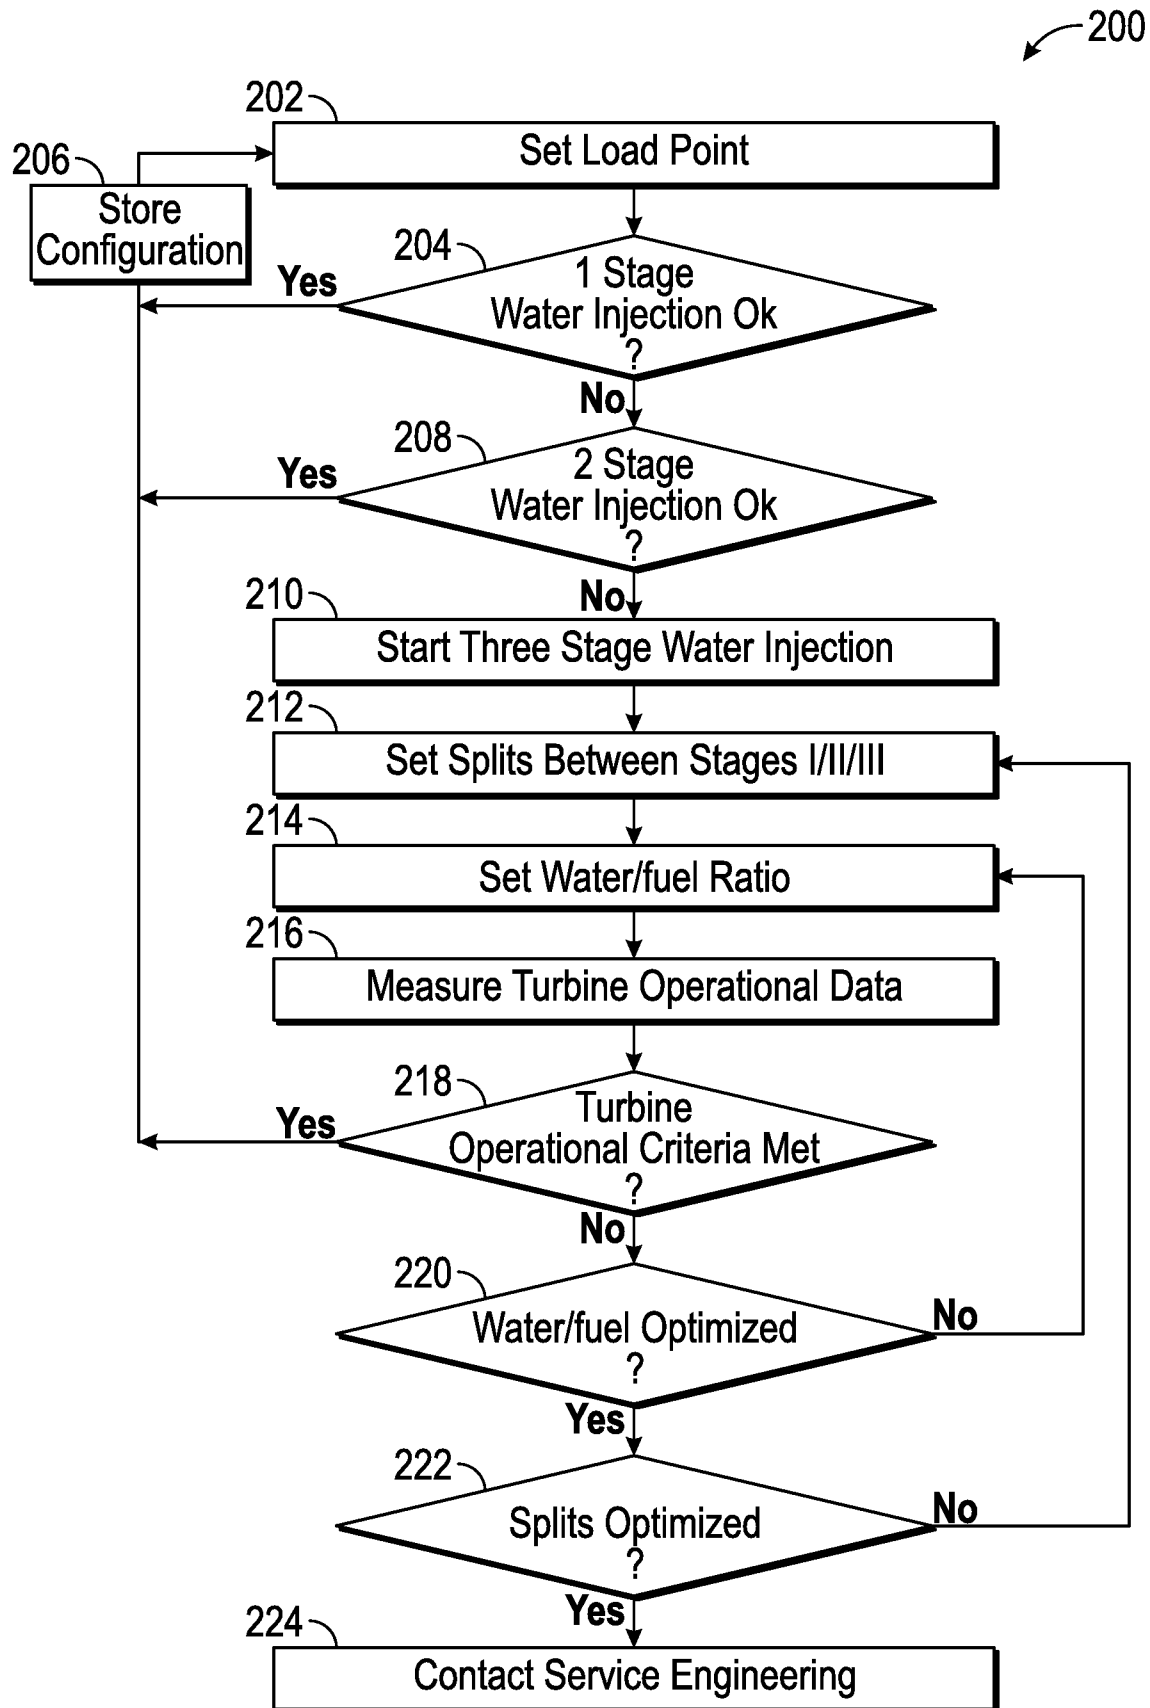 200
202
Set Load Point
206
Store
Configuration
204
Yes
1 Stage
Water Injection Ok
?
No
208
Yes
2 Stage
Water Injection Ok
?
No
210
Start Three Stage Water Injection
212
Set Splits Between Stages I/II/III
214
Set Water/fuel Ratio
216
Measure Turbine Operational Data
218
Yes
Turbine
Operational Criteria Met
?
No
220
Water/fuel Optimized
?
No
Yes
222
Splits Optimized
?
No
Yes
224
Contact Service Engineering